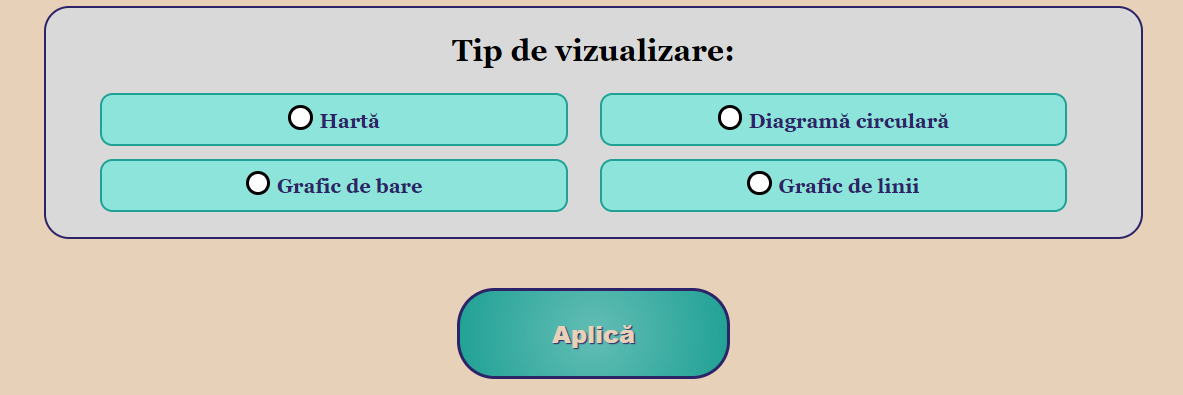 Tip de vizualizare:
Hartă
Diagramă circulară
Grafic de bare
Grafic de linii
Aplică